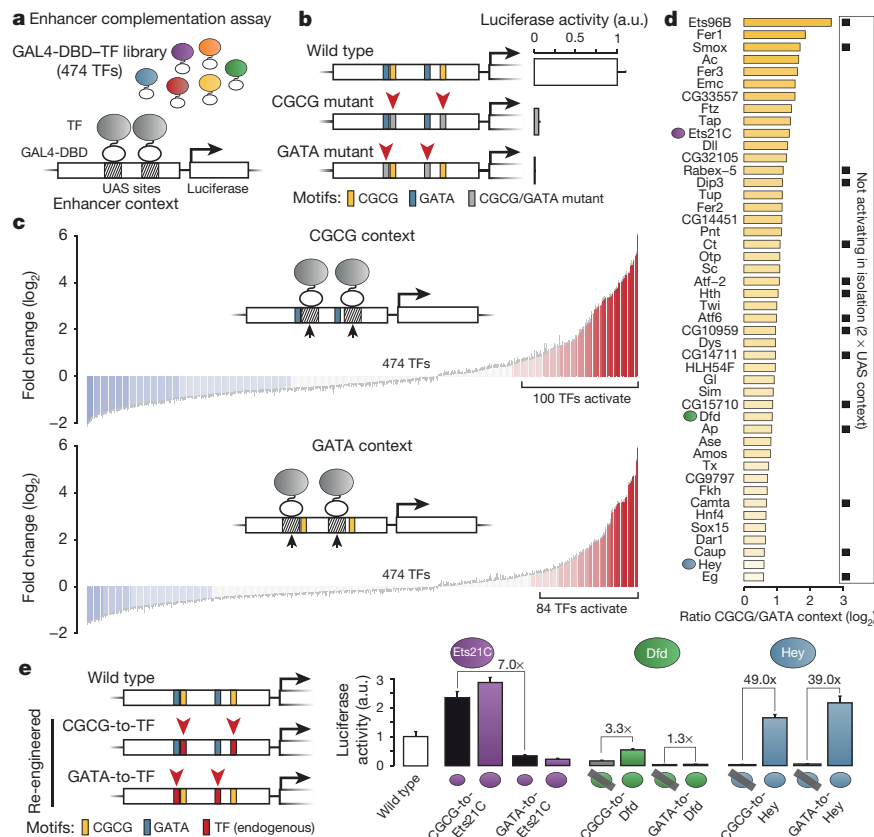 a Enhancer complementation assay
GAL4-DBD–TF library
(474 TFs)
TF
GAL4-DBD
UAS sites
Luciferase
Enhancer context
b
Luciferase activity (a.u.)
0 0.5 1
Wild type
CGCG mutant
GATA mutant
Motifs: CGCG GATA CGCG/GATA mutant
c
CGCG context
Fold change (log2)
6
4
2
0
−2
474 TFs
100 TFs activate
GATA context
Fold change (log2)
6
4
2
0
−2
474 TFs
84 TFs activate
d
Ets96B
Fer1
Smox
Ac
Fer3
Emc
CG33557
Ftz
Tap
Ets21C
Dll
CG32105
Rabex-5
Dip3
Tup
Fer2
CG14451
Pnt
Ct
Otp
Sc
Atf-2
Hth
Twi
Atf6
CG10959
Dys
CG14711
HLH54F
Gl
Sim
CG15710
Dfd
Ap
Ase
Amos
Tx
CG9797
Fkh
Camta
Hnf4
Sox15
Dar1
Caup
Hey
Eg
0 1 2 3
Ratio CGCG/GATA context (log2)
Not activating in isolation (2 × UAS context)
e
Wild type
Re-engineered
CGCG-to-TF
GATA-to-TF
Motifs: CGCG GATA TF (endogenous)
Luciferase
activity (a.u.)
3
2
1
0
Ets21C
Dfd
Hey
7.0×
3.3×
1.3×
49.0×
39.0×
Wild type
CGCG-to-
Ets21C
GATA-to-
Ets21C
CGCG-to-
Dfd
GATA-to-
Dfd
CGCG-to-
Hey
GATA-to-
Hey